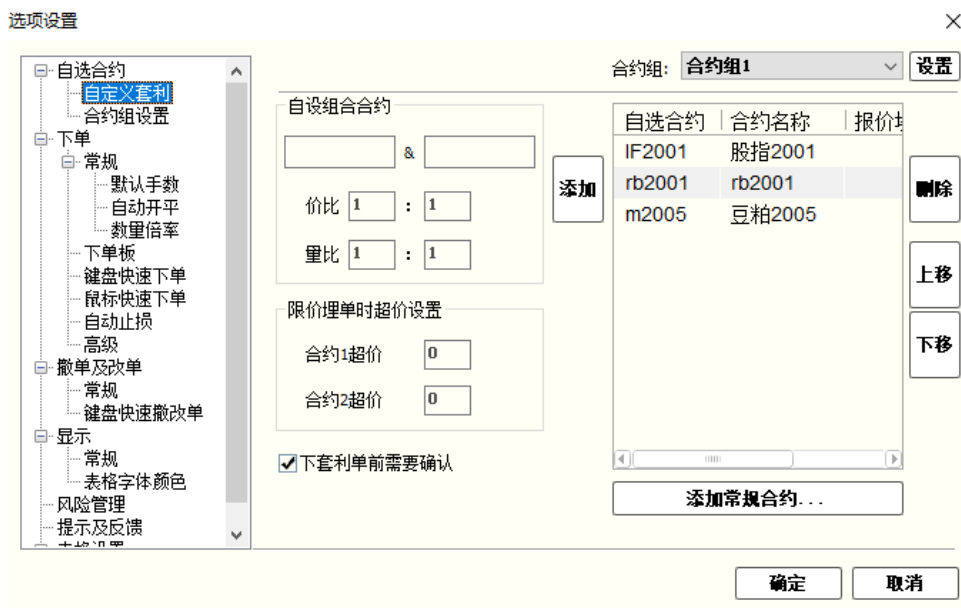 选项设置
自选合约
自定义套利
合约组设置
下单
常规
默认手数
自动开平
数量倍率
下单板
键盘快速下单
鼠标快速下单
自动止损
高级
撤单及改单
常规
键盘快速撤改单
显示
常规
表格字体颜色
风险管理
提示及反馈
合约组: 合约组1 设置
自设组合合约
&
价比 1 : 1
量比 1 : 1
添加
限价埋单时超价设置
合约1超价 0
合约2超价 0
下套利单前需要确认
自选合约 合约名称 报价
IF2001 股指2001
rb2001 rb2001
m2005 豆粕2005
删除
上移
下移
添加常规合约...
确定 取消